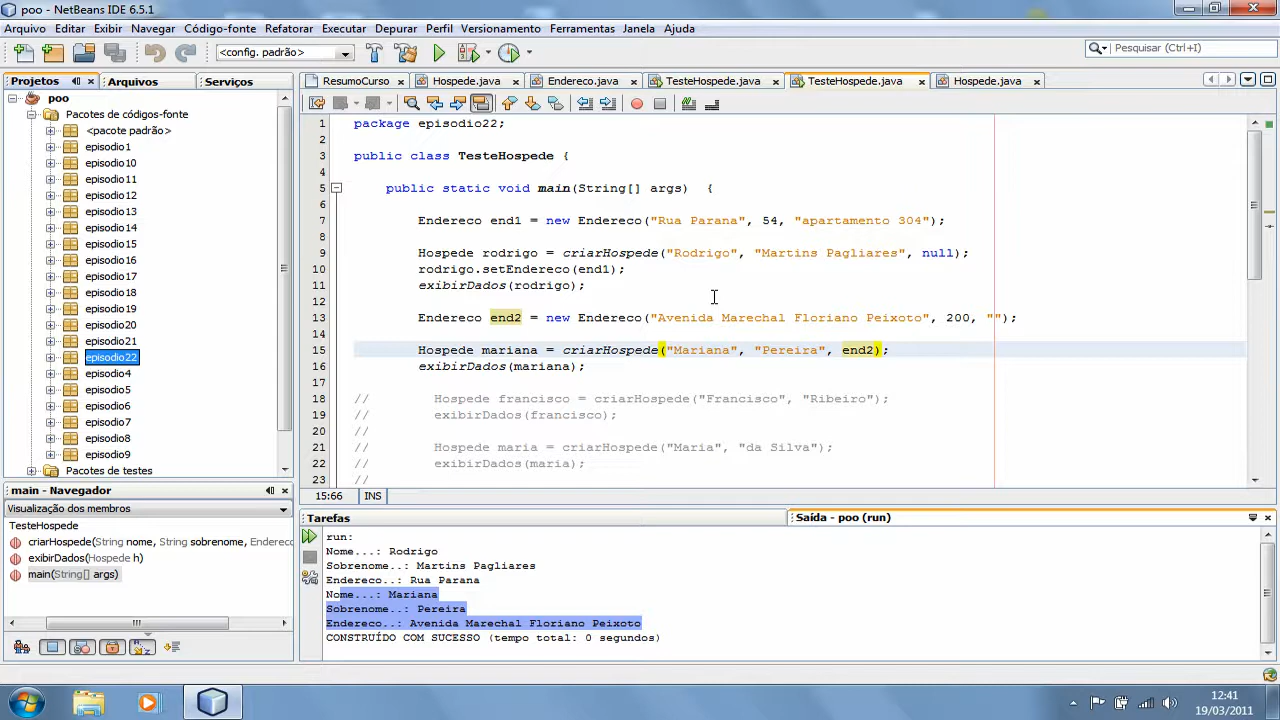 poo - NetBeans IDE 6.5.1
Arquivo Editar Exibir Navegar Código-fonte Refatorar Executar Depurar Perfil Versionamento Ferramentas Janela Ajuda
<config. padrão>
Pesquisar (Ctrl+I)
Projetos Arquivos Serviços
ResumoCurso Hospede.java Endereco.java TesteHospede.java TesteHospede.java Hospede.java
poo
Pacotes de códigos-fonte
<pacote padrão>
episodio1
episodio10
episodio11
episodio12
episodio13
episodio14
episodio15
episodio16
episodio17
episodio18
episodio19
episodio20
episodio21
episodio22
episodio4
episodio5
episodio6
episodio7
episodio8
episodio9
Pacotes de testes
1 package episodio22;
2
3 public class TesteHospede {
4
5 public static void main(String[] args) {
6
7 Endereco end1 = new Endereco("Rua Parana", 54, "apartamento 304");
8
9 Hospede rodrigo = criarHospede("Rodrigo", "Martins Pagliares", null);
10 rodrigo.setEndereco(end1);
11 exibirDados(rodrigo);
12
13 Endereco end2 = new Endereco("Avenida Marechal Floriano Peixoto", 200, "");
14
15 Hospede mariana = criarHospede("Mariana", "Pereira", end2);
16 exibirDados(mariana);
17
18 // Hospede francisco = criarHospede("Francisco", "Ribeiro");
19 // exibirDados(francisco);
20 //
21 // Hospede maria = criarHospede("Maria", "da Silva");
22 // exibirDados(maria);
23 //
15:66 INS
main - Navegador
Visualização dos membros
TesteHospede
criarHospede(String nome, String sobrenome, Endereco
exibirDados(Hospede h)
main(String[] args)
Tarefas
Saída - poo (run)
run:
Nome...: Rodrigo
Sobrenome..: Martins Pagliares
Endereco..: Rua Parana
Nome...: Mariana
Sobrenome..: Pereira
Endereco..: Avenida Marechal Floriano Peixoto
CONSTRUÍDO COM SUCESSO (tempo total: 0 segundos)
12:41
19/03/2011